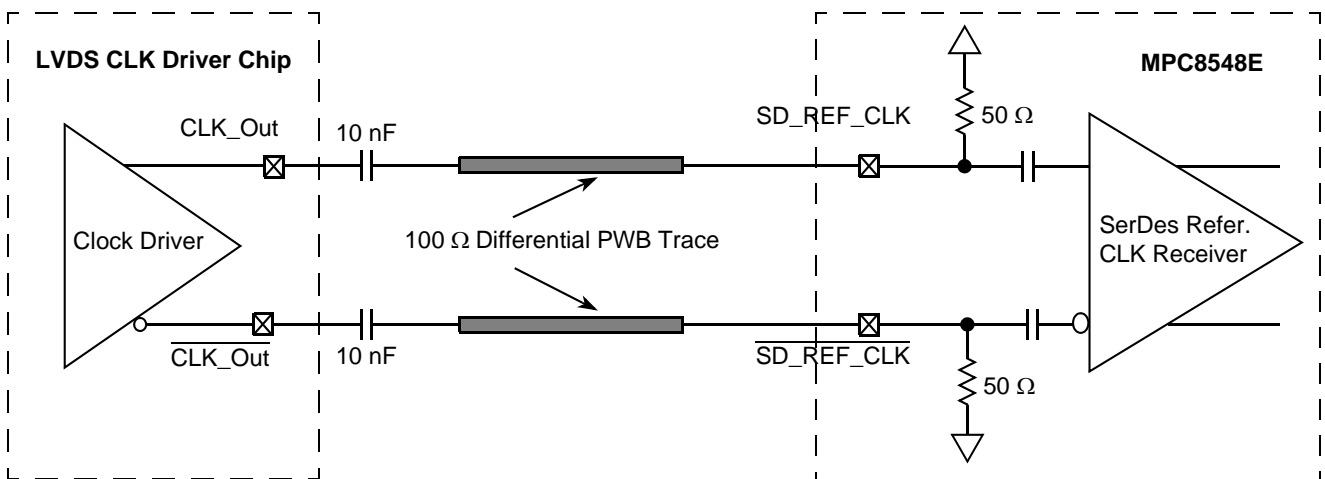 LVDS CLK Driver Chip
MPC8548E
CLK_Out
10 nF
SD_REF_CLK
50 Ω
Clock Driver
100 Ω Differential PWB Trace
SerDes Refer.
CLK Receiver
CLK_Out
10 nF
SD_REF_CLK
50 Ω